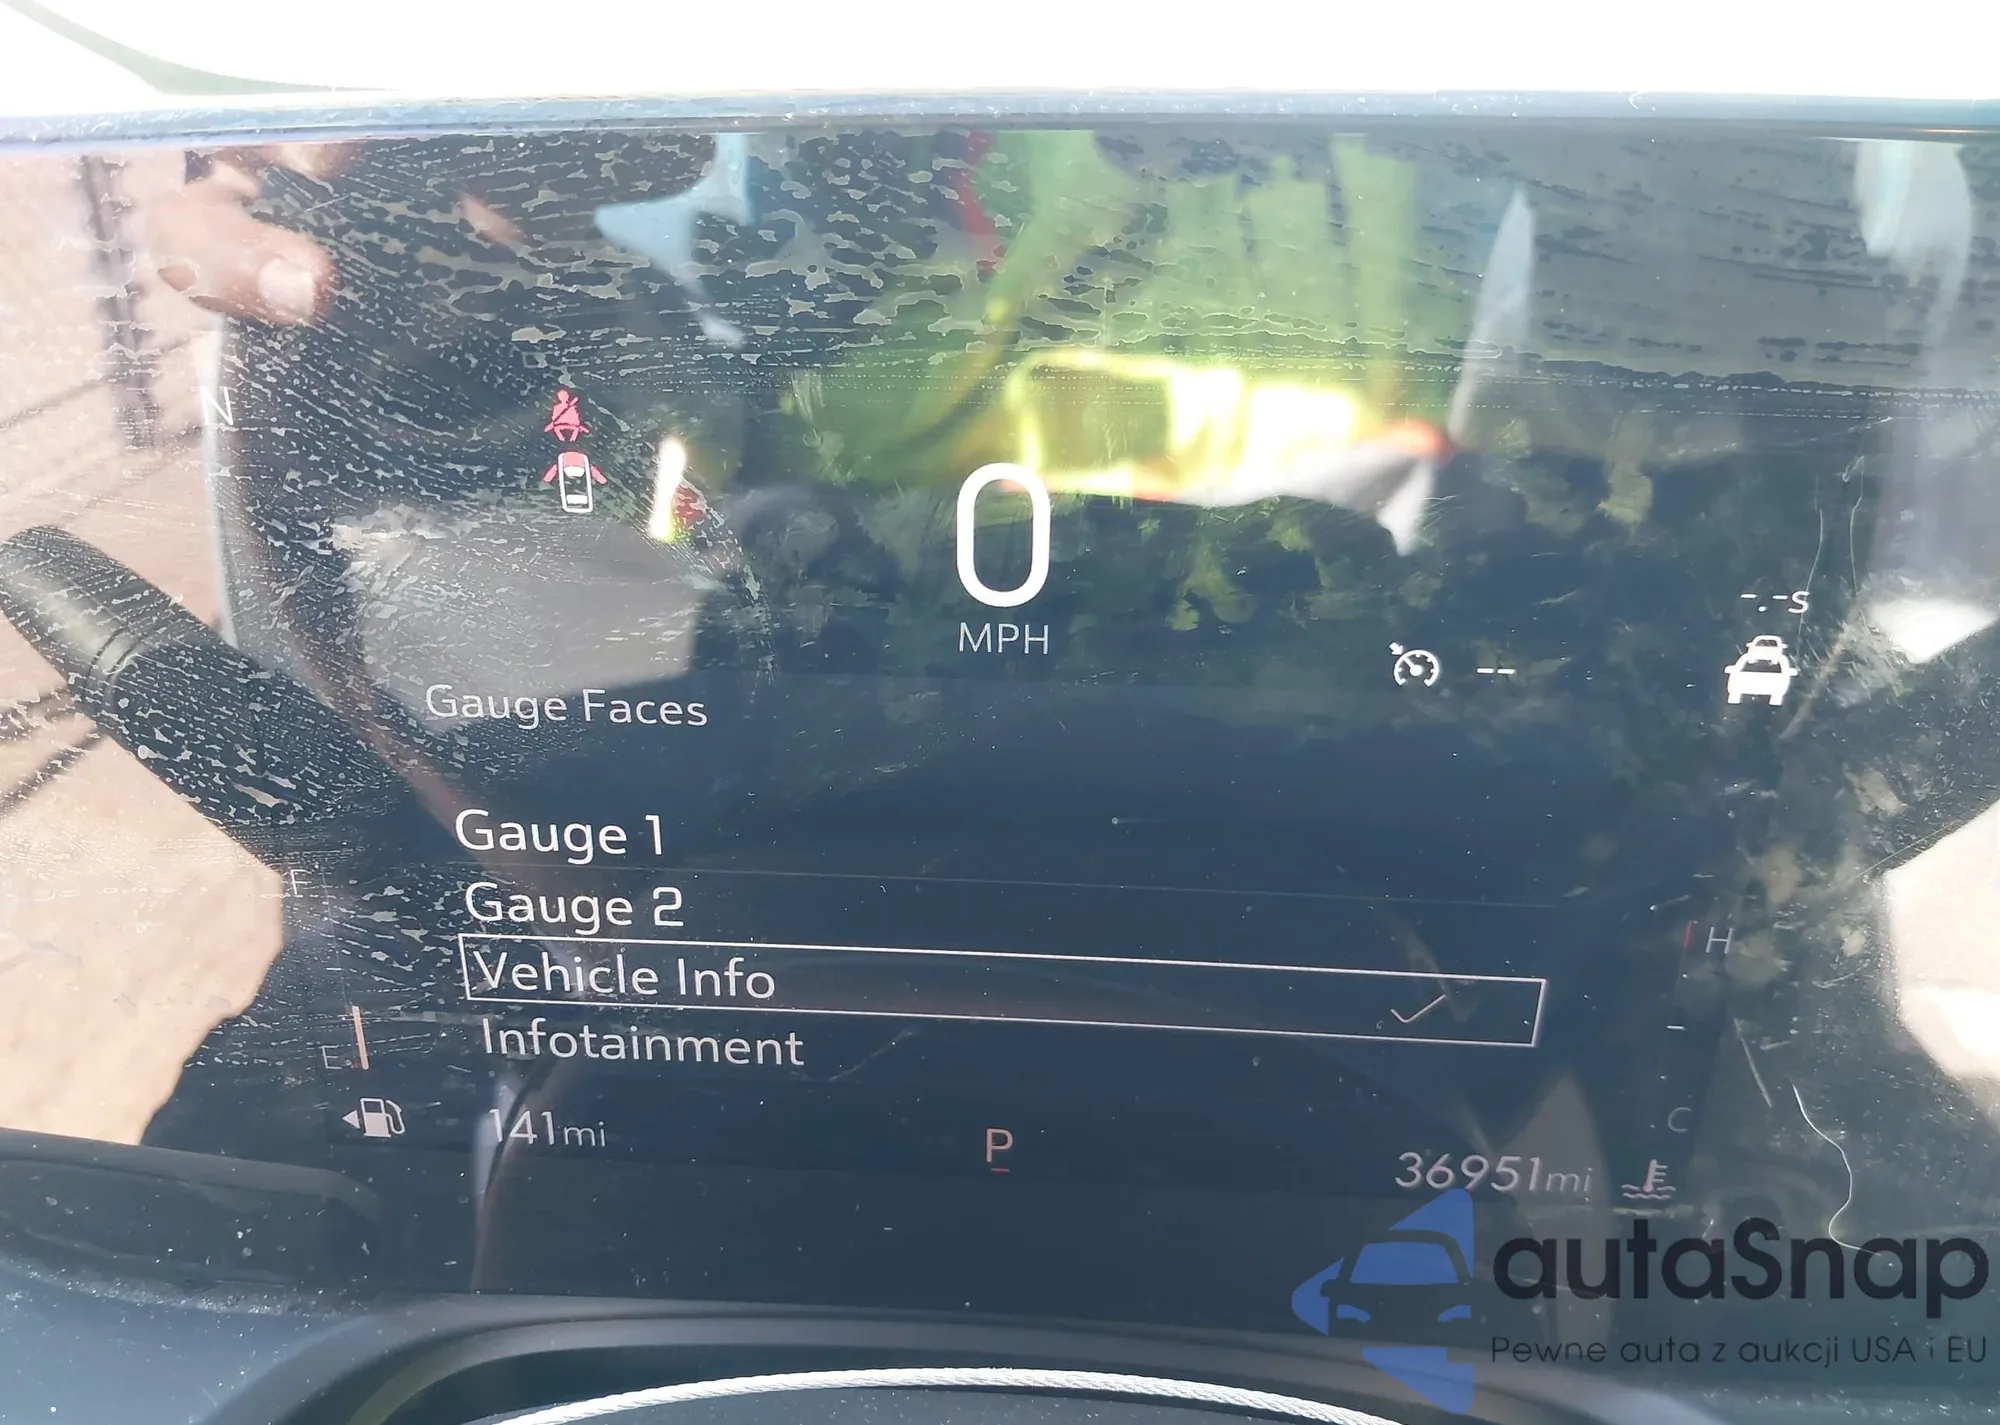 N
0
MPH
-.-s
--
Gauge Faces
Gauge 1
F
Gauge 2
H
Vehicle Info
Infotainment
E
141mi
P
C
36951mi
autaSnap
Pewne auta z aukcji USA i EU